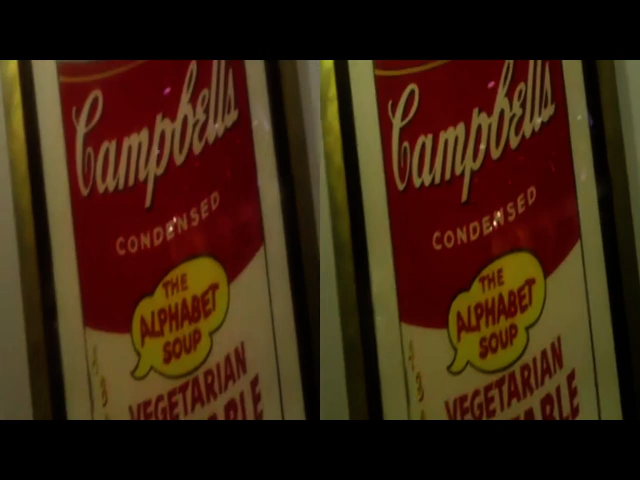 Campbell's
CONDENSED
THE
ALPHABET
SOUP
VEGETARIAN
Campbell's
CONDENSED
THE
ALPHABET
SOUP
VEGETARIAN